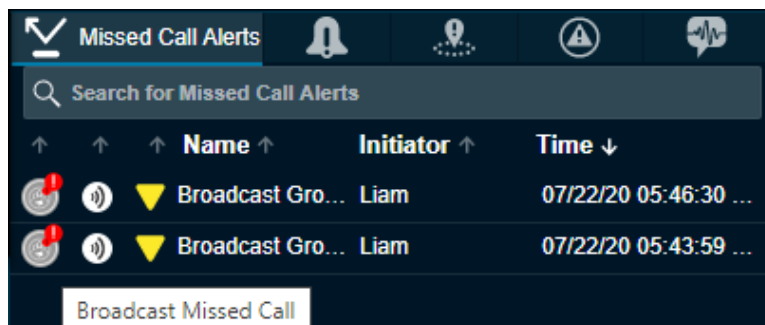 Missed Call Alerts
Search for Missed Call Alerts
Name Initiator Time
Broadcast Gro... Liam 07/22/20 05:46:30 ...
Broadcast Gro... Liam 07/22/20 05:43:59 ...
Broadcast Missed Call